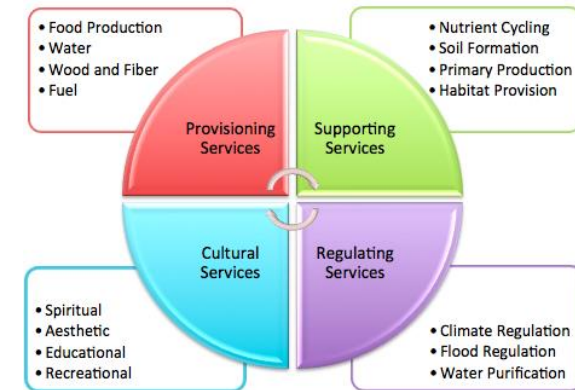 • Food Production
• Water
• Wood and Fiber
• Fuel
• Nutrient Cycling
• Soil Formation
• Primary Production
• Habitat Provision
Provisioning
Services
Supporting
Services
Cultural
Services
Regulating
Services
• Spiritual
• Aesthetic
• Educational
• Recreational
• Climate Regulation
• Flood Regulation
• Water Purification